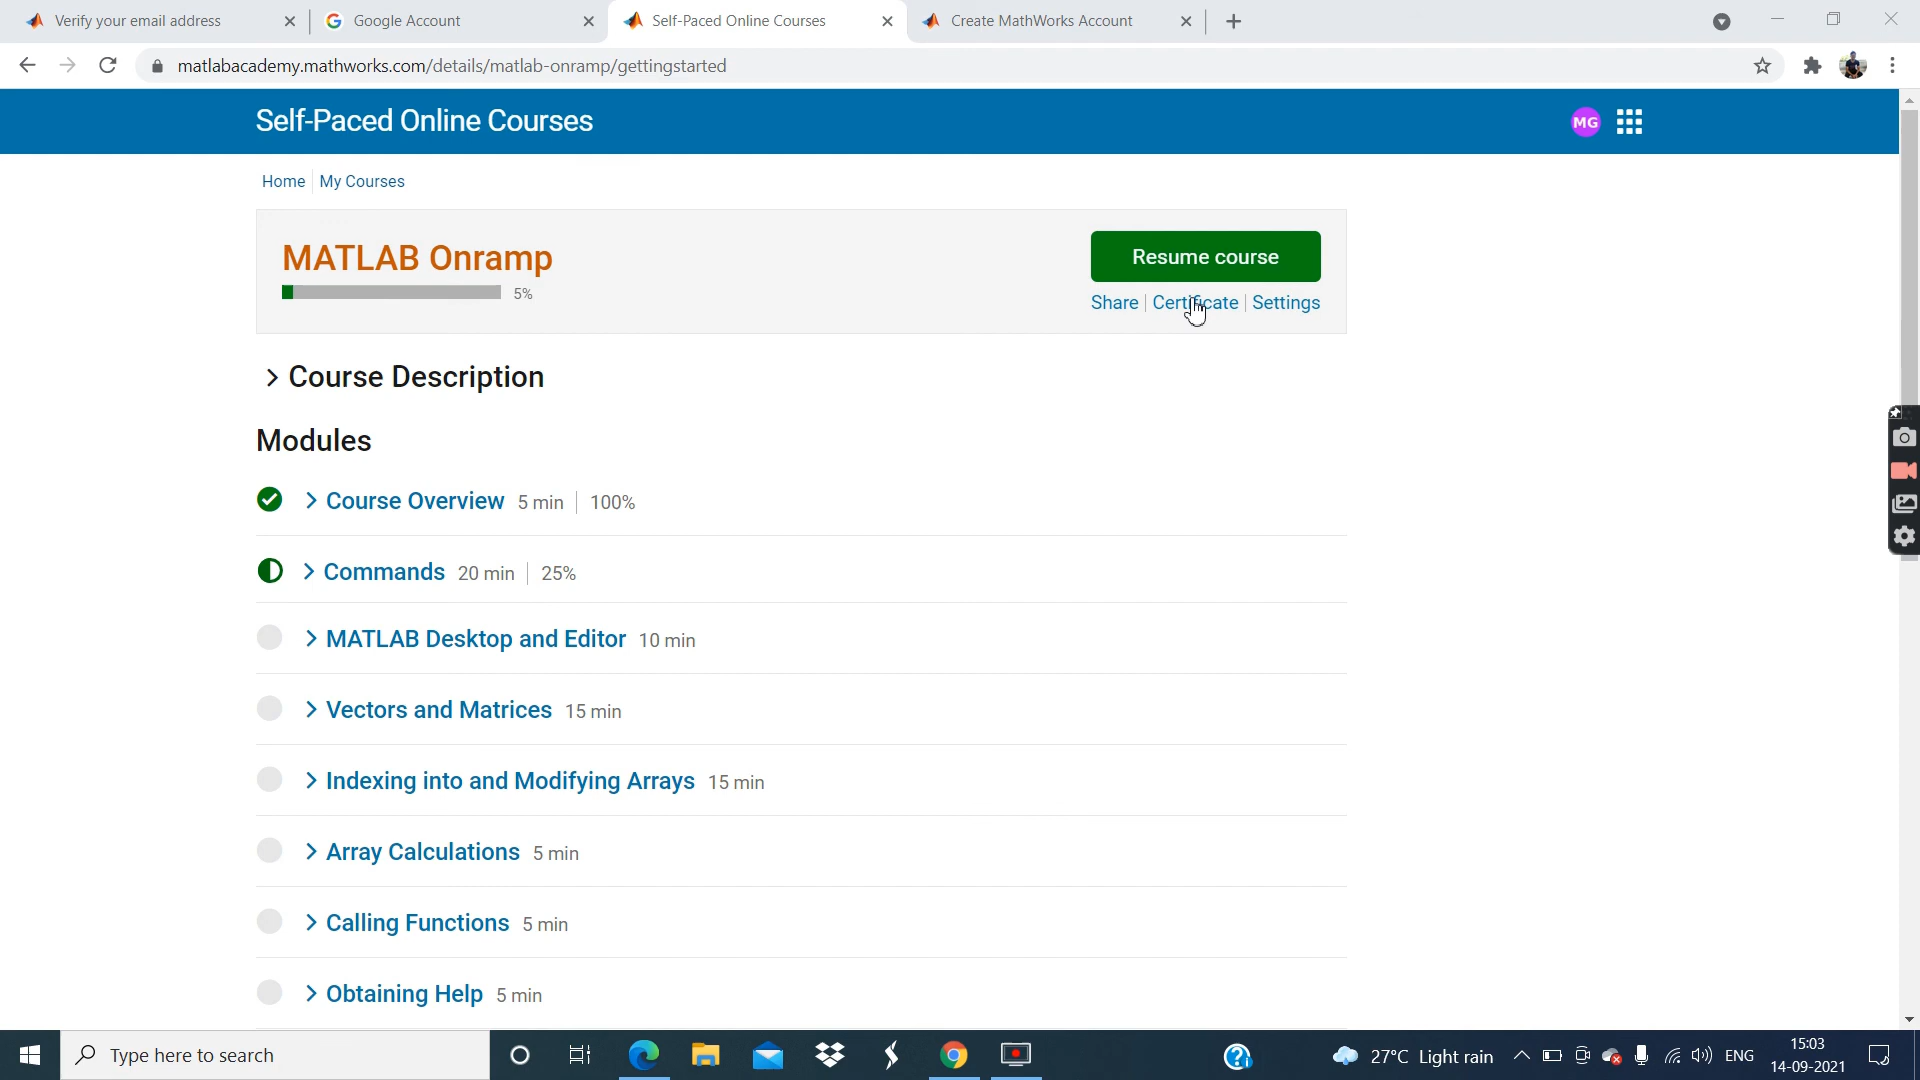 Verify your email address
Google Account
Self-Paced Online Courses
Create MathWorks Account
matlabacademy.mathworks.com/details/matlab-onramp/gettingstarted
Self-Paced Online Courses
MG
Home
My Courses
MATLAB Onramp
5%
Resume course
Share
Certificate
Settings
Course Description
Modules
Course Overview 5 min 100%
Commands 20 min 25%
MATLAB Desktop and Editor 10 min
Vectors and Matrices 15 min
Indexing into and Modifying Arrays 15 min
Array Calculations 5 min
Calling Functions 5 min
Obtaining Help 5 min
Type here to search
27°C Light rain
ENG
15:03
14-09-2021